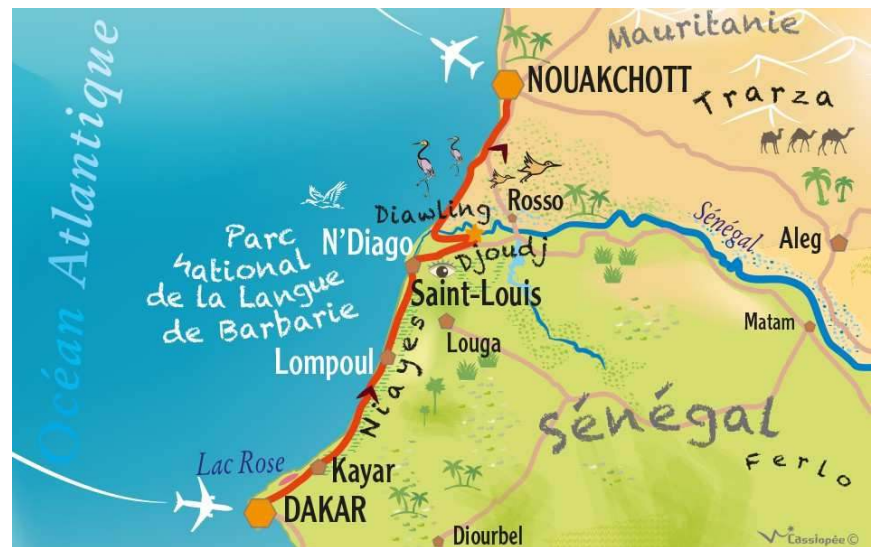 Océan Atlantique
Mauritanie
NOUAKCHOTT
Trarza
Diawling
Rosso
Sénégal
Aleg
Parc
National
de la Langue
de Barbarie
N'Diago
Djoudj
Saint-Louis
Louga
Matam
Lompoul
Niayes
Sénégal
Ferlo
Lac Rose
Kayar
DAKAR
Diourbel
Cassiopée ©